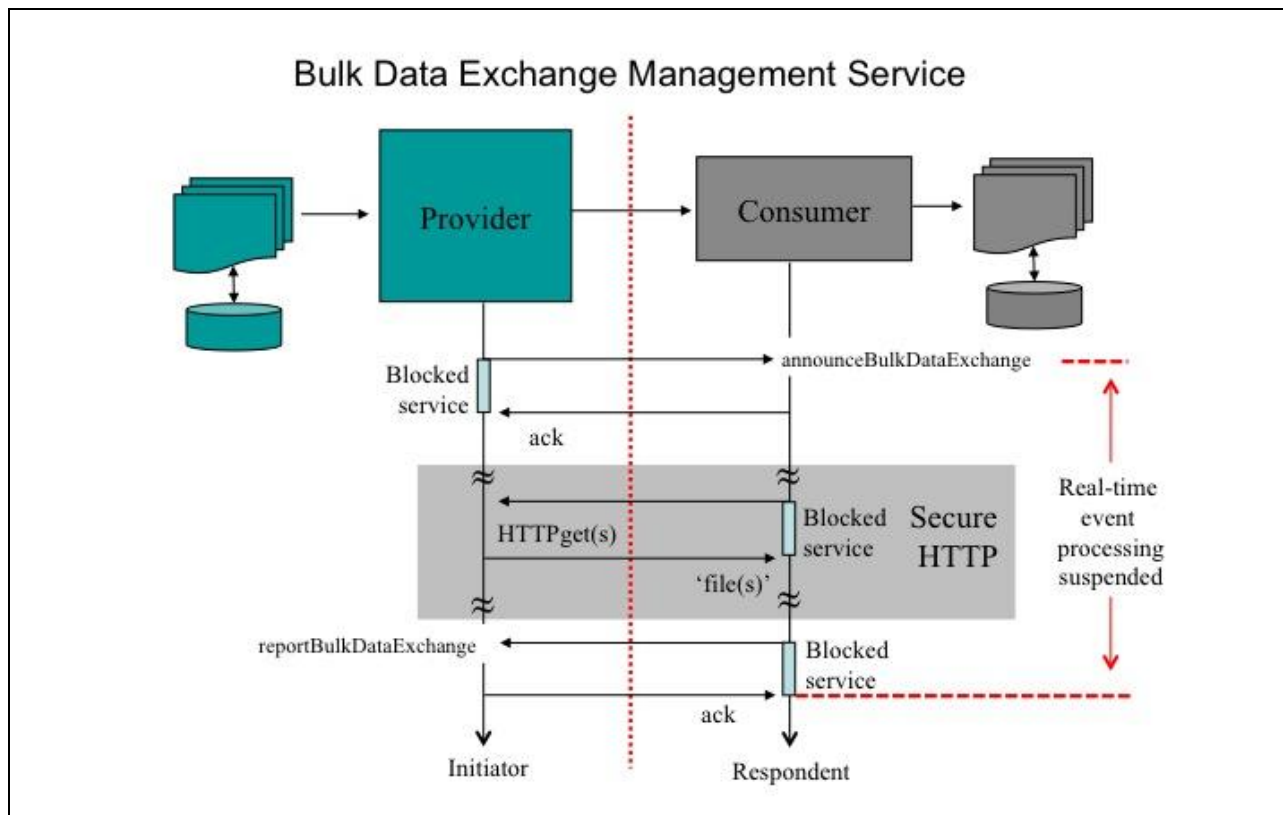 Bulk Data Exchange Management Service
Provider
Consumer
announceBulkDataExchange
Blocked
service
ack
Real-time
event
processing
suspended
HTTPget(s)
Blocked
service
Secure
HTTP
‘file(s)’
reportBulkDataExchange
Blocked
service
ack
Initiator
Respondent